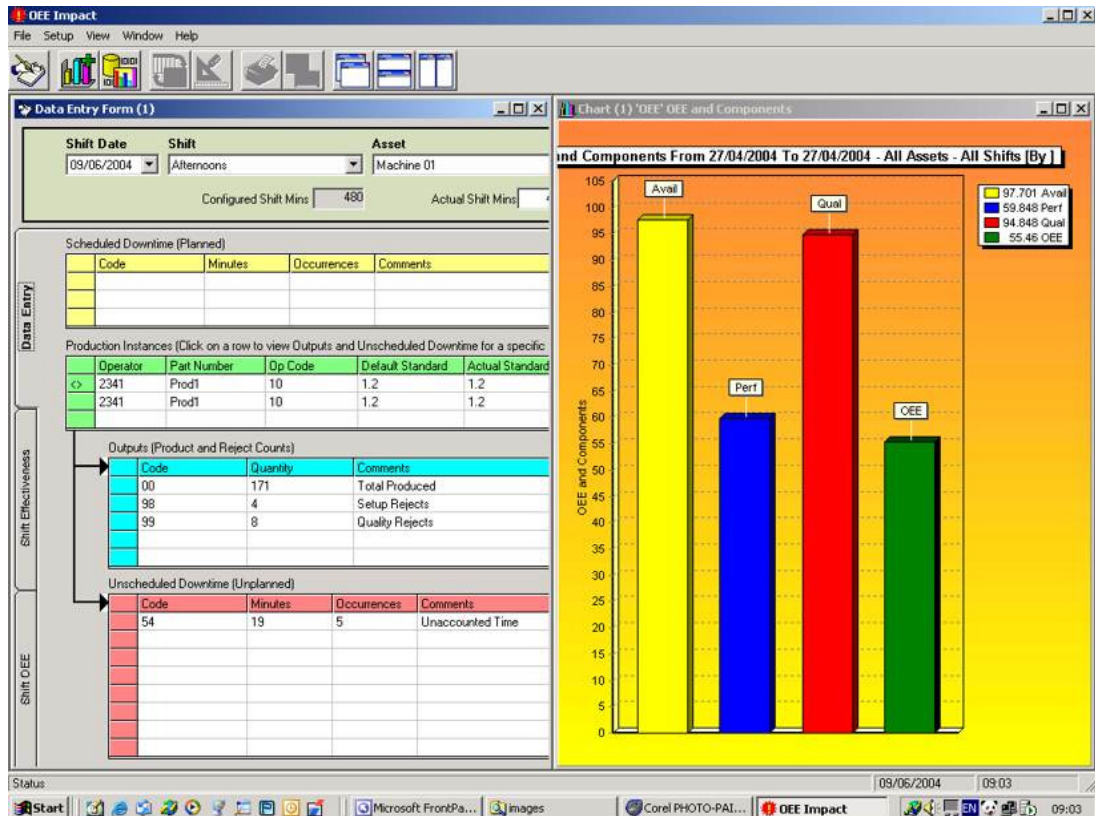 OEE Impact
File Setup View Window Help
Data Entry Form (1)
Shift Date Shift Asset
09/06/2004 Afternoons Machine 01
Configured Shift Mins 480 Actual Shift Mins
Data Entry
Shift Effectiveness
Shift OEE
Scheduled Downtime (Planned)
Code Minutes Occurrences Comments
Production Instances (Click on a row to view Outputs and Unscheduled Downtime for a specific
Operator Part Number Op Code Default Standard Actual Standard
<> 2341 Prod1 10 1.2 1.2
2341 Prod1 10 1.2 1.2
Outputs (Product and Reject Counts)
Code Quantity Comments
00 171 Total Produced
98 4 Setup Rejects
99 8 Quality Rejects
Unscheduled Downtime (Unplanned)
Code Minutes Occurrences Comments
54 19 5 Unaccounted Time
Chart (1) 'OEE' OEE and Components
and Components From 27/04/2004 To 27/04/2004 - All Assets - All Shifts [By ]
97.701 Avail
59.848 Perf
94.848 Qual
55.46 OEE
OEE and Components
105
100
95
90
85
80
75
70
65
60
55
50
45
40
35
30
25
20
15
10
5
0
Avail
Perf
Qual
OEE
Status 09/06/2004 09:03
Start Microsoft FrontPa... images Corel PHOTO-PAI... OEE Impact EN 09:03